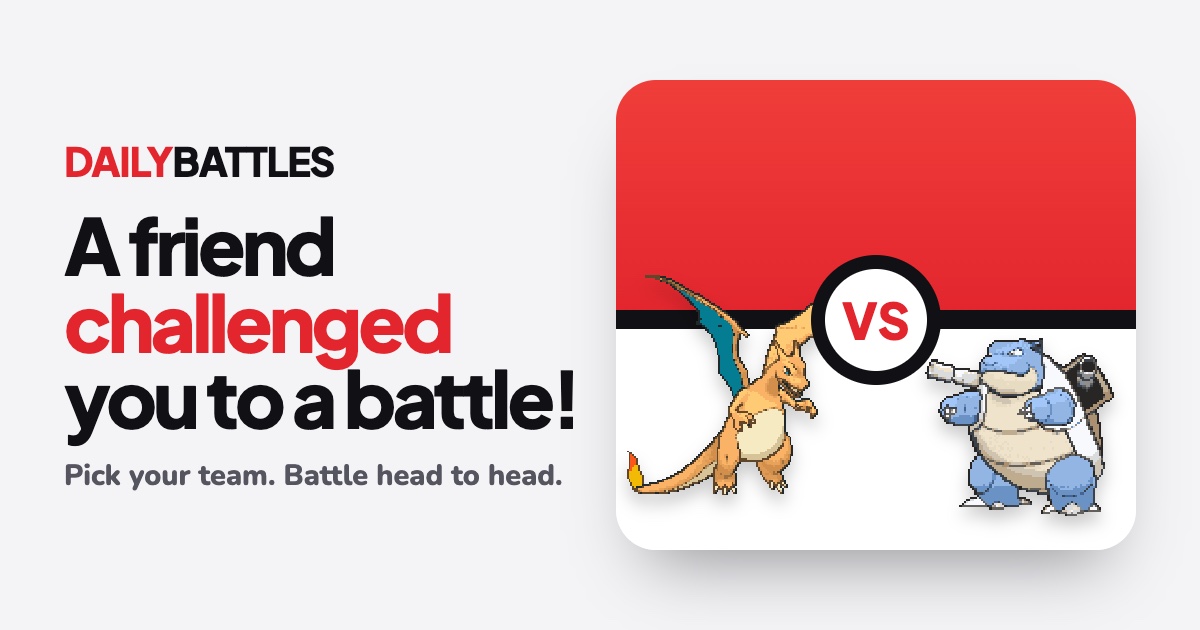 DAILYBATTLES
A friend
challenged
you to a battle!
Pick your team. Battle head to head.
VS